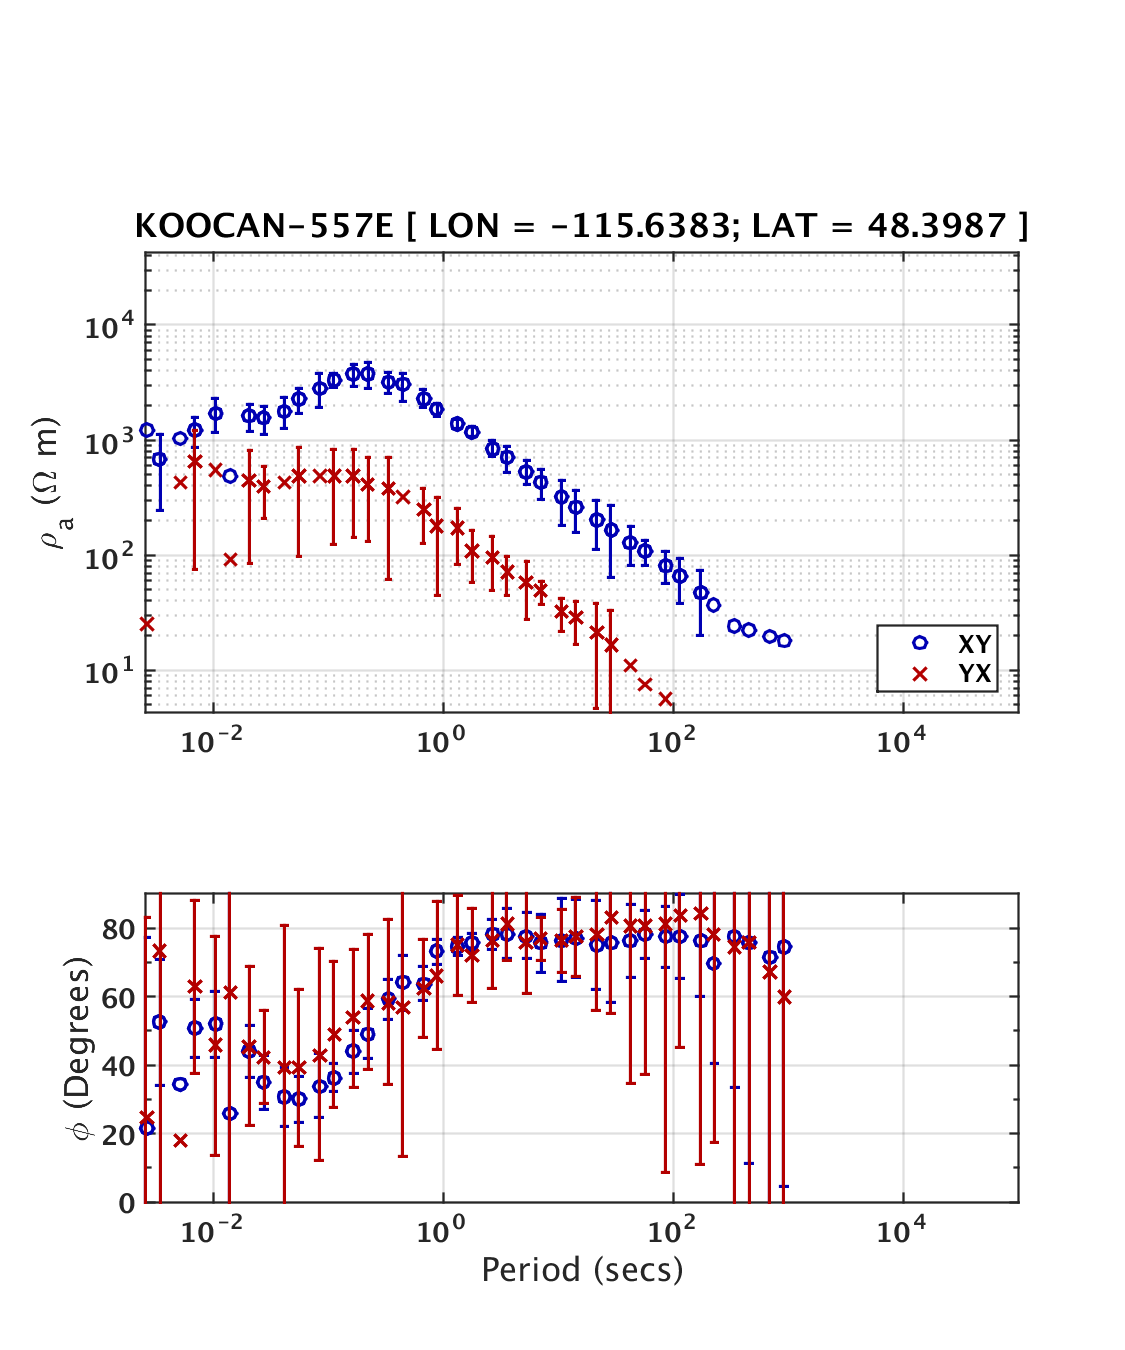 KOOCAN-557E [ LON = -115.6383; LAT = 48.3987 ]
ρa (Ω m)
10^4
10^3
10^2
10^1
XY
YX
10^-2 10^0 10^2 10^4
ϕ (Degrees)
80
60
40
20
0
10^-2 10^0 10^2 10^4
Period (secs)